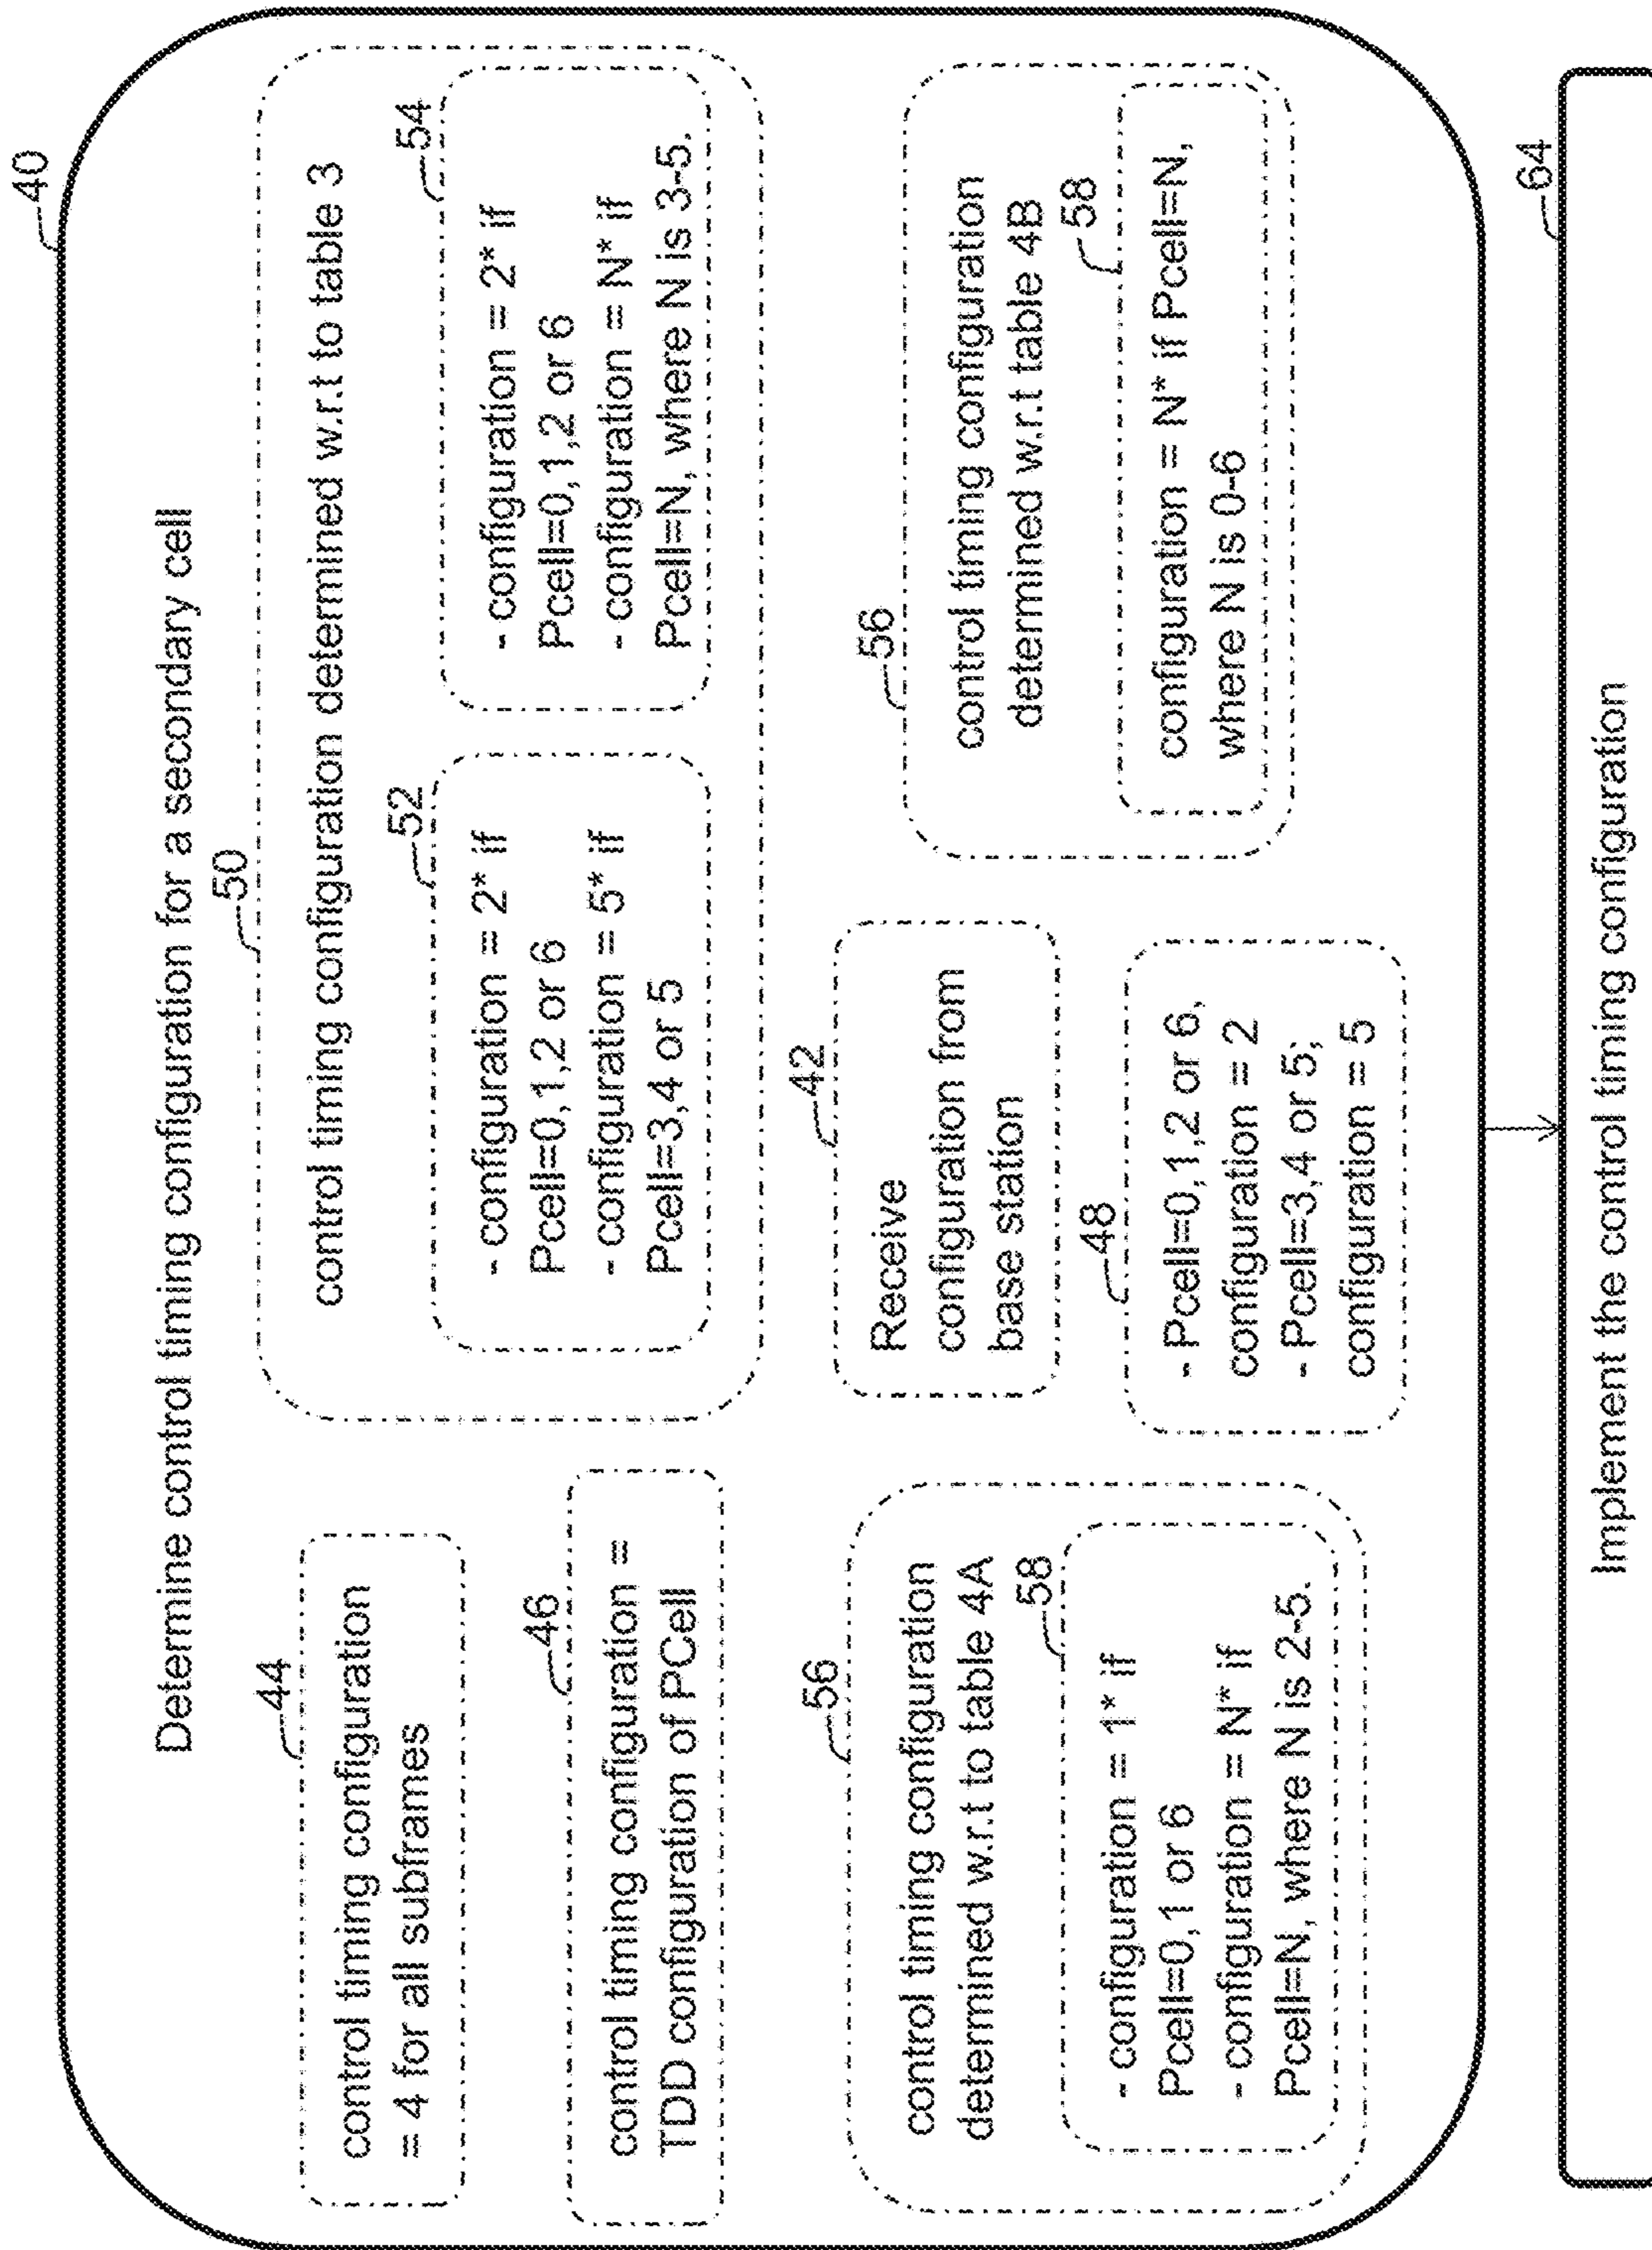 40
Determine control timing configuration for a secondary cell
44
control timing configuration
= 4 for all subframes
46
control timing configuration =
TDD configuration of PCell
50
control timing configuration determined w.r.t to table 3
52
- configuration = 2* if
Pcell=0,1,2 or 6
- configuration = 5* if
Pcell=3,4 or 5
54
- configuration = 2* if
Pcell=0,1,2 or 6
- configuration = N* if
Pcell=N, where N is 3-5.
56
control timing configuration
determined w.r.t to table 4A
58
- configuration = 1* if
Pcell=0,1 or 6
- configuration = N* if
Pcell=N, where N is 2-5.
42
Receive
configuration from
base station
48
- Pcell=0,1,2 or 6,
configuration = 2
- Pcell=3,4 or 5;
configuration = 5
56
control timing configuration
determined w.r.t table 4B
58
configuration = N* if Pcell=N,
where N is 0-6
64
Implement the control timing configuration